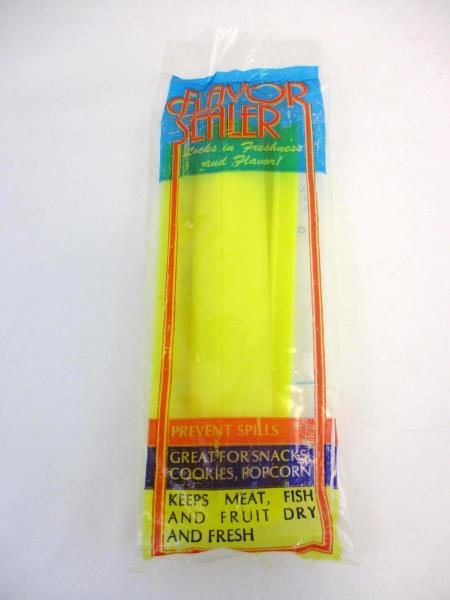 FLAVOR
SEALER
Locks in Freshness
and Flavor!
PREVENT SPILLS
GREAT FOR SNACKS,
COOKIES, POPCORN
KEEPS MEAT, FISH
AND FRUIT DRY
AND FRESH